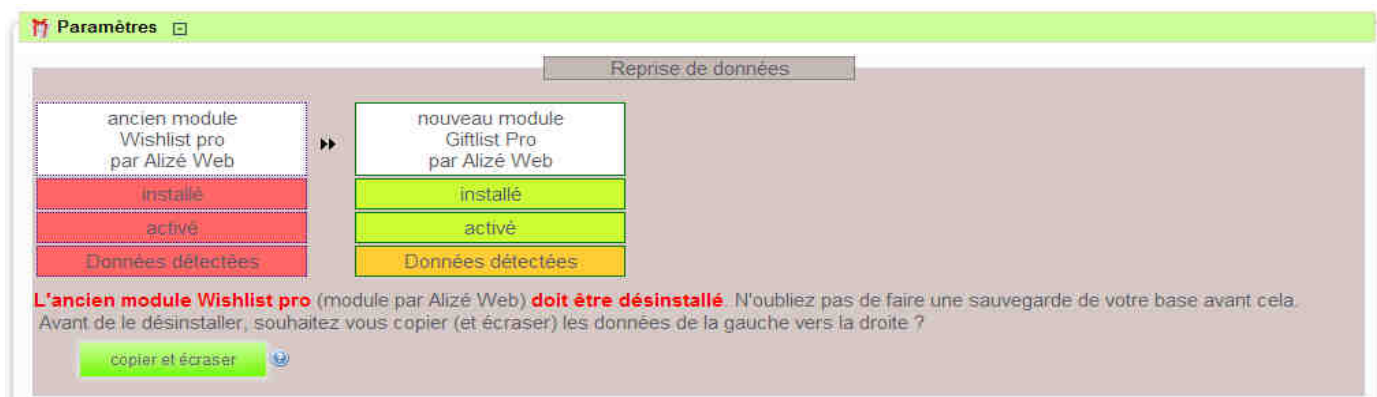 Paramètres
Reprise de données
ancien module
Wishlist pro
par Alizé Web
nouveau module
Giftlist Pro
par Alizé Web
installé
installé
activé
activé
Données détectées
Données détectées
L'ancien module Wishlist pro (module par Alizé Web) doit être désinstallé. N'oubliez pas de faire une sauvegarde de votre base avant cela.
Avant de le désinstaller, souhaitez vous copier (et écraser) les données de la gauche vers la droite ?
copier et écraser